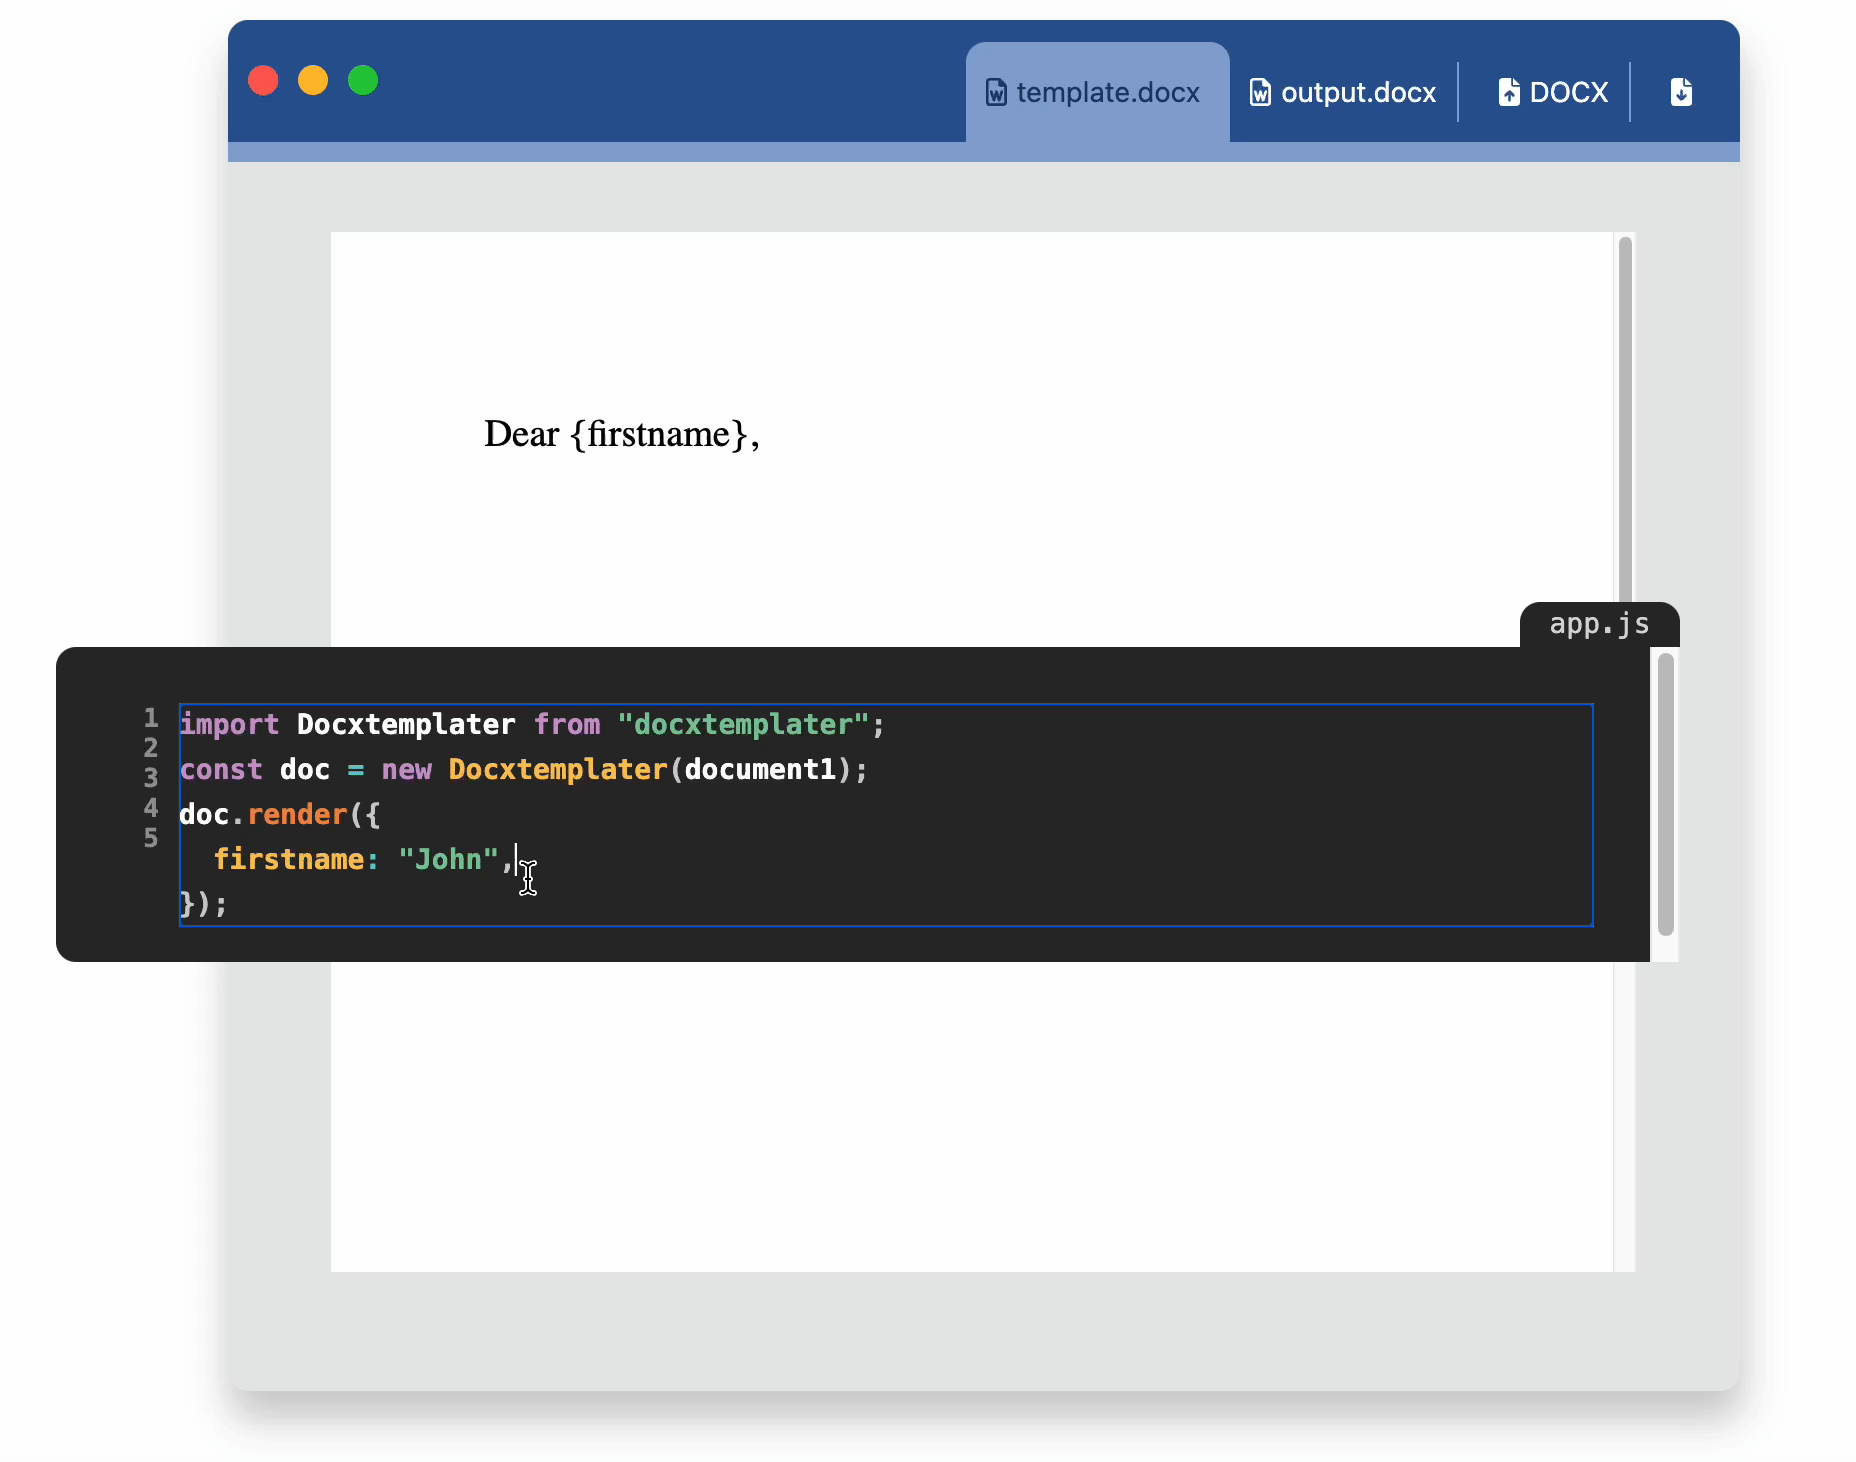 template.docx
output.docx
DOCX
Dear {firstname},
app.js
1
2
3
4
5
import Docxtemplater from "docxtemplater";
const doc = new Docxtemplater(document1);
doc.render({
  firstname: "John",
});